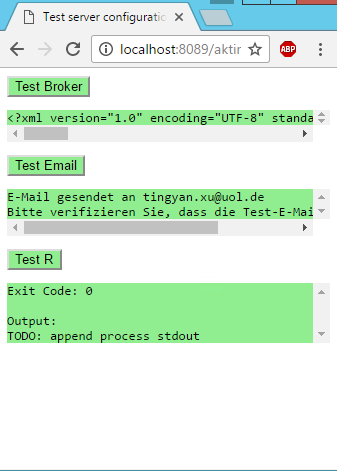 Test server configuratio
localhost:8089/aktir
ABP
Test Broker
<?xml version="1.0" encoding="UTF-8" standa
Test Email
E-Mail gesendet an tingyan.xu@uol.de
Bitte verifizieren Sie, dass die Test-E-Mai
Test R
Exit Code: 0
Output:
TODO: append process stdout